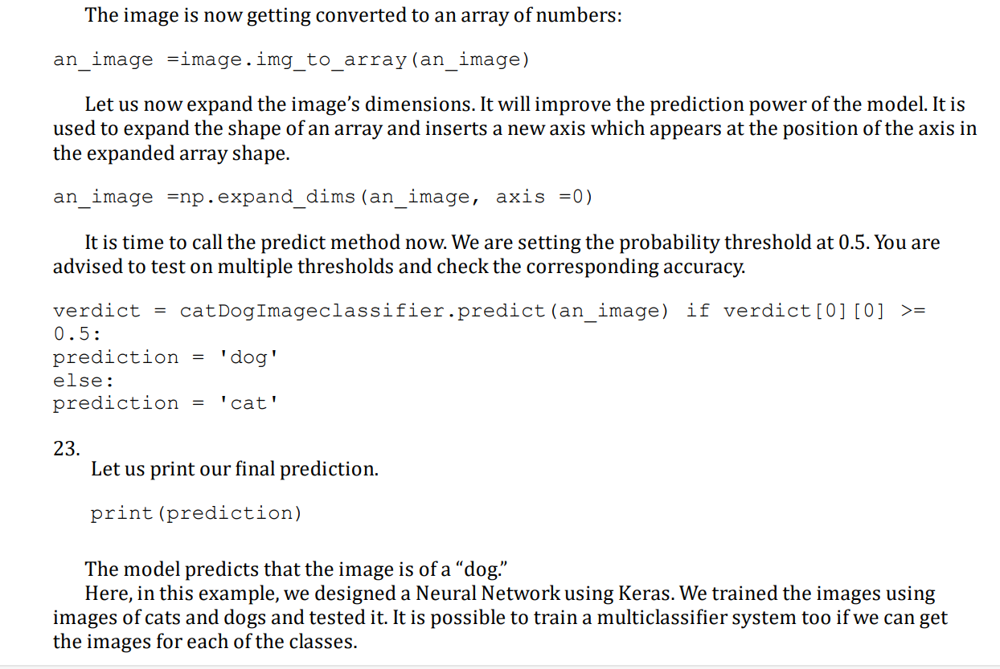 The image is now getting converted to an array of numbers:
an_image =image.img_to_array(an_image)
Let us now expand the image’s dimensions. It will improve the prediction power of the model. It is
used to expand the shape of an array and inserts a new axis which appears at the position of the axis in
the expanded array shape.
an_image =np.expand_dims(an_image, axis =0)
It is time to call the predict method now. We are setting the probability threshold at 0.5. You are
advised to test on multiple thresholds and check the corresponding accuracy.
verdict = catDogImageclassifier.predict(an_image) if verdict[0][0] >=
0.5:
prediction = 'dog'
else:
prediction = 'cat'
23.
Let us print our final prediction.
print(prediction)
The model predicts that the image is of a “dog.”
Here, in this example, we designed a Neural Network using Keras. We trained the images using
images of cats and dogs and tested it. It is possible to train a multiclassifier system too if we can get
the images for each of the classes.